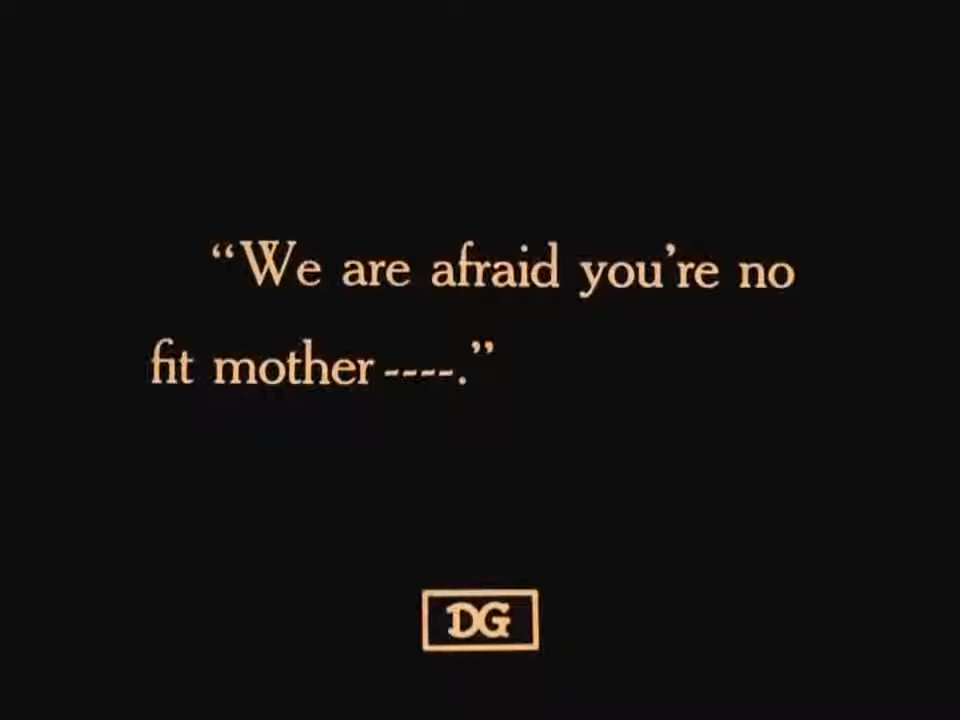 “We are afraid you’re no
fit mother ----.”
DG